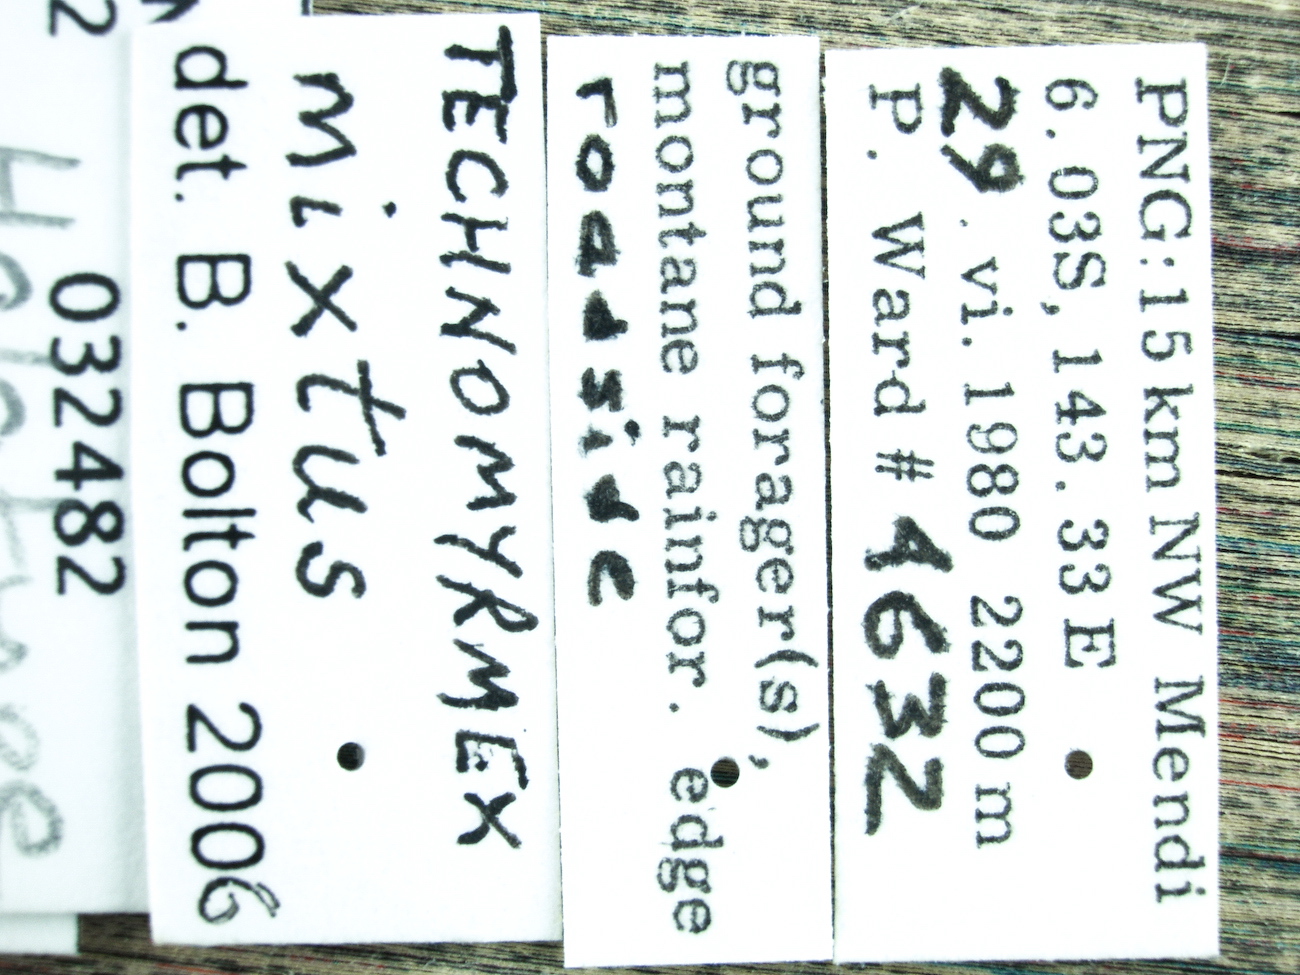 PNG:15 km NW Mendi
6.03S, 143.33 E
29.vi.1980 2200 m
P. Ward # 4632
ground forager(s),
montane rainfor. edge
roadside
TECHNOMYRMEX
mixtus
det. B. Bolton 2006
032482
Holotype